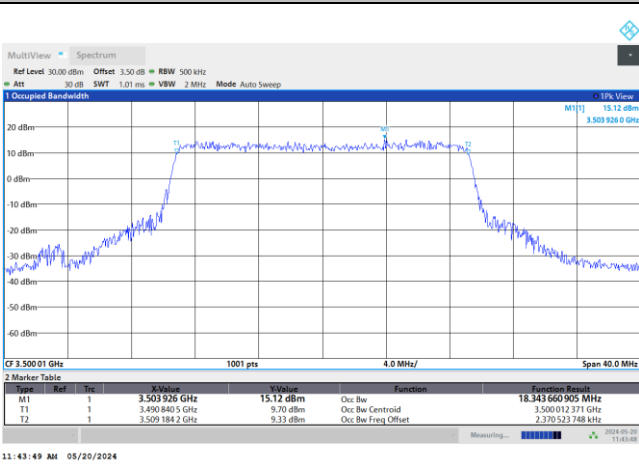 MultiView Spectrum
Ref Level 30.00 dBm Offset 3.50 dB RBW 500 kHz
Att 30 dB SWT 1.01 ms VBW 2 MHz Mode Auto Sweep
1 Occupied Bandwidth 1Pk View
M1[1] 15.12 dBm
3.503 926 0 GHz
20 dBm
T1 M1 T2
10 dBm
0 dBm
-10 dBm
-20 dBm
-30 dBm
-40 dBm
-50 dBm
-60 dBm
CF 3.500 01 GHz 1001 pts 4.0 MHz/ Span 40.0 MHz
2 Marker Table
Type Ref Trc X-Value Y-Value Function Function Result
M1 1 3.503 926 GHz 15.12 dBm Occ Bw 18.343 660 905 MHz
T1 1 3.490 840 5 GHz 9.70 dBm Occ Bw Centroid 3.500 012 371 GHz
T2 1 3.509 184 2 GHz 9.33 dBm Occ Bw Freq Offset 2.370 523 748 kHz
Measuring... 2024-05-20
11:43:48
11:43:49 AM 05/20/2024